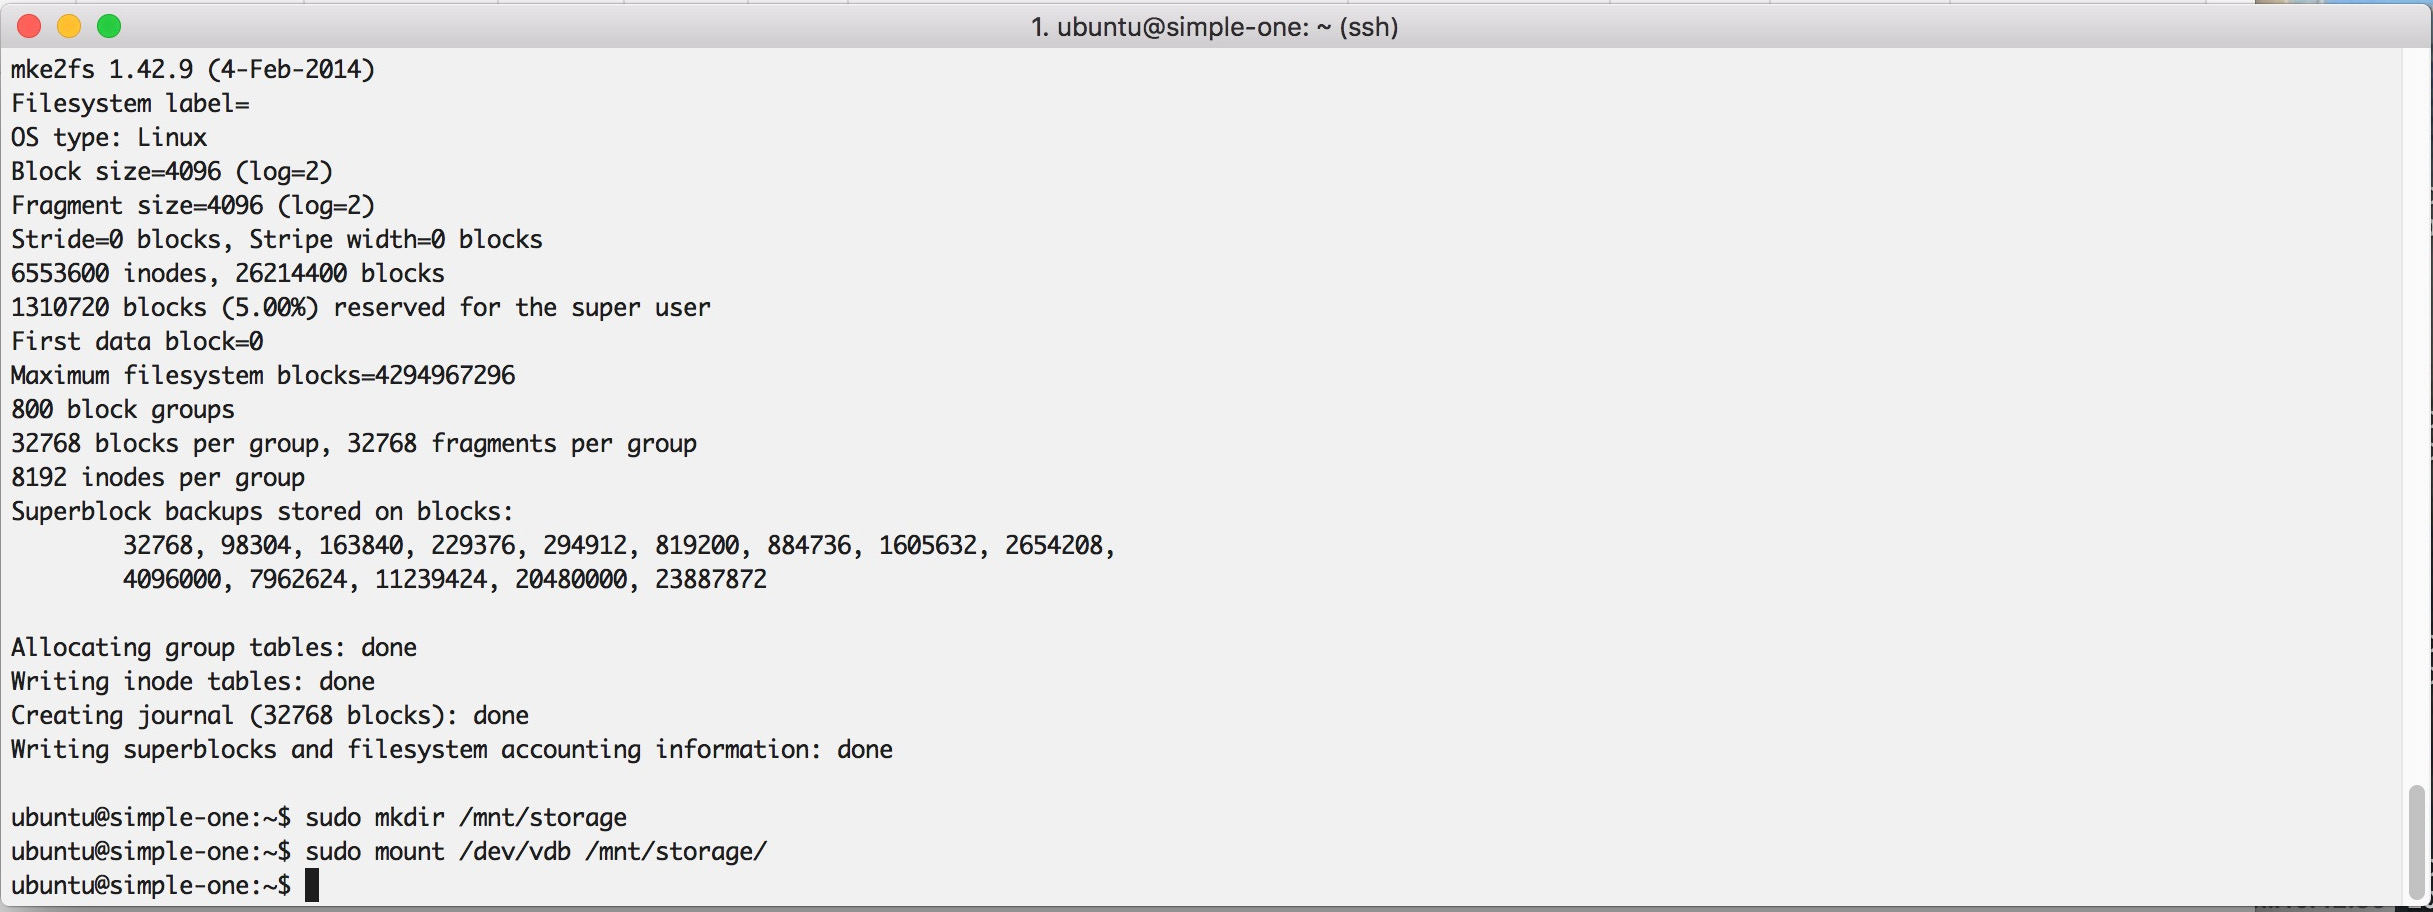 1. ubuntu@simple-one: ~ (ssh)
mke2fs 1.42.9 (4-Feb-2014)
Filesystem label=
OS type: Linux
Block size=4096 (log=2)
Fragment size=4096 (log=2)
Stride=0 blocks, Stripe width=0 blocks
6553600 inodes, 26214400 blocks
1310720 blocks (5.00%) reserved for the super user
First data block=0
Maximum filesystem blocks=4294967296
800 block groups
32768 blocks per group, 32768 fragments per group
8192 inodes per group
Superblock backups stored on blocks:
32768, 98304, 163840, 229376, 294912, 819200, 884736, 1605632, 2654208,
4096000, 7962624, 11239424, 20480000, 23887872
Allocating group tables: done
Writing inode tables: done
Creating journal (32768 blocks): done
Writing superblocks and filesystem accounting information: done
ubuntu@simple-one:~$ sudo mkdir /mnt/storage
ubuntu@simple-one:~$ sudo mount /dev/vdb /mnt/storage/
ubuntu@simple-one:~$